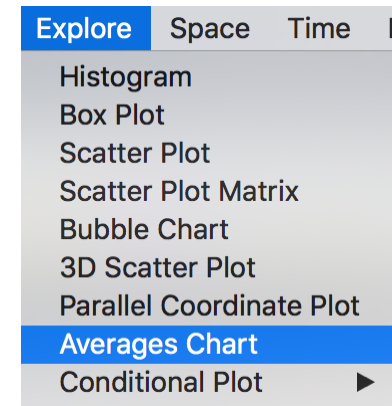 Explore Space Time
Histogram
Box Plot
Scatter Plot
Scatter Plot Matrix
Bubble Chart
3D Scatter Plot
Parallel Coordinate Plot
Averages Chart
Conditional Plot